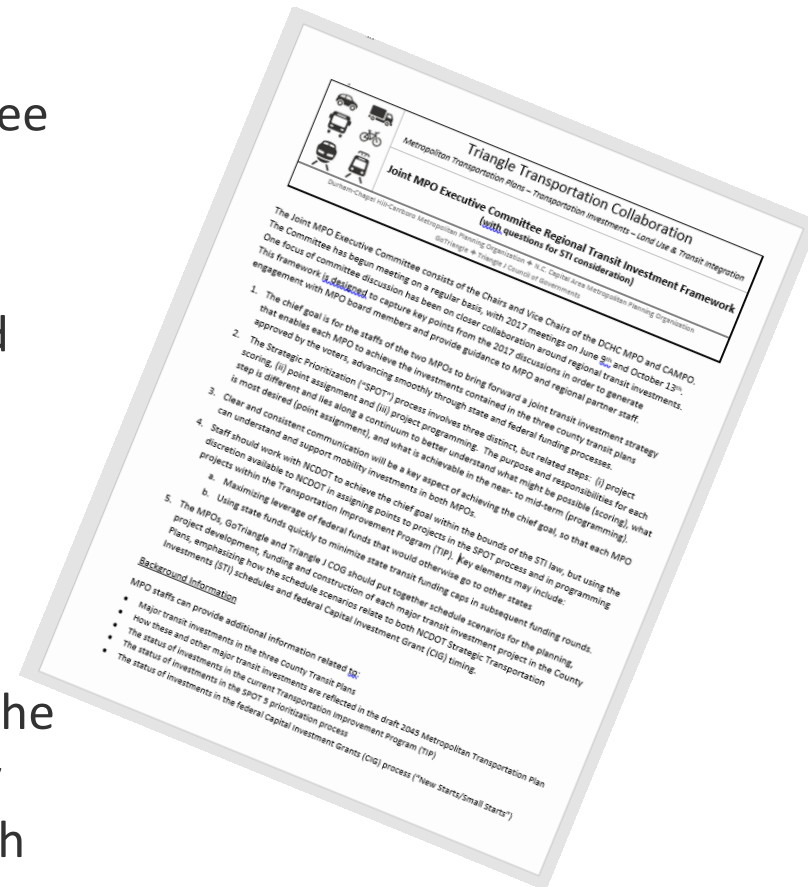 ee
d
he
h
Triangle Transportation Collaboration
Metropolitan Transportation Plans – Transportation Investments – Land Use & Transit Integration
Joint MPO Executive Committee Regional Transit Investment Framework
(with questions for STI consideration)
Durham-Chapel Hill-Carrboro Metropolitan Planning Organization ✦ N.C. Capital Area Metropolitan Planning Organization
GoTriangle ✦ Triangle J Council of Governments
The Joint MPO Executive Committee consists of the Chairs and Vice Chairs of the DCHC MPO and CAMPO.
The Committee has begun meeting on a regular basis, with 2017 meetings on June 9th and October 13th.
One focus of committee discussion has been on closer collaboration around regional transit investments.
This framework is designed to capture key points from the 2017 discussions in order to generate
engagement with MPO board members and provide guidance to MPO and regional partner staff.
1. The chief goal is for the staffs of the two MPOs to bring forward a joint transit investment strategy
that enables each MPO to achieve the investments contained in the three county transit plans
approved by the voters, advancing smoothly through state and federal funding processes.
2. The Strategic Prioritization ("SPOT") process involves three distinct, but related steps: (i) project
scoring, (ii) point assignment and (iii) project programming. The purpose and responsibilities for each
step is different and lies along a continuum to better understand what might be possible (scoring), what
is most desired (point assignment), and what is achievable in the near- to mid-term (programming).
3. Clear and consistent communication will be a key aspect of achieving the chief goal, so that each MPO
can understand and support mobility investments in both MPOs.
4. Staff should work with NCDOT to achieve the chief goal within the bounds of the STI law, but using the
discretion available to NCDOT in assigning points to projects in the SPOT process and in programming
projects within the Transportation Improvement Program (TIP). Key elements may include:
a. Maximizing leverage of federal funds that would otherwise go to other states
b. Using state funds quickly to minimize state transit funding caps in subsequent funding rounds.
5. The MPOs, GoTriangle and Triangle J COG should put together schedule scenarios for the planning,
project development, funding and construction of each major transit investment project in the County
Plans, emphasizing how the schedule scenarios relate to both NCDOT Strategic Transportation
Investments (STI) schedules and federal Capital Investment Grant (CIG) timing.
Background Information
MPO staffs can provide additional information related to:
• Major transit investments in the three County Transit Plans
• How these and other major transit investments are reflected in the draft 2045 Metropolitan Transportation Plan
• The status of investments in the current Transportation Improvement Program (TIP)
• The status of investments in the SPOT 5 prioritization process
• The status of investments in the federal Capital Investment Grants (CIG) process ("New Starts/Small Starts")